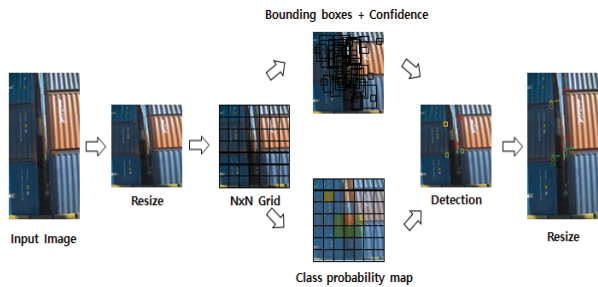 Bounding boxes + Confidence
Input Image
Resize
NxN Grid
Class probability map
Detection
Resize